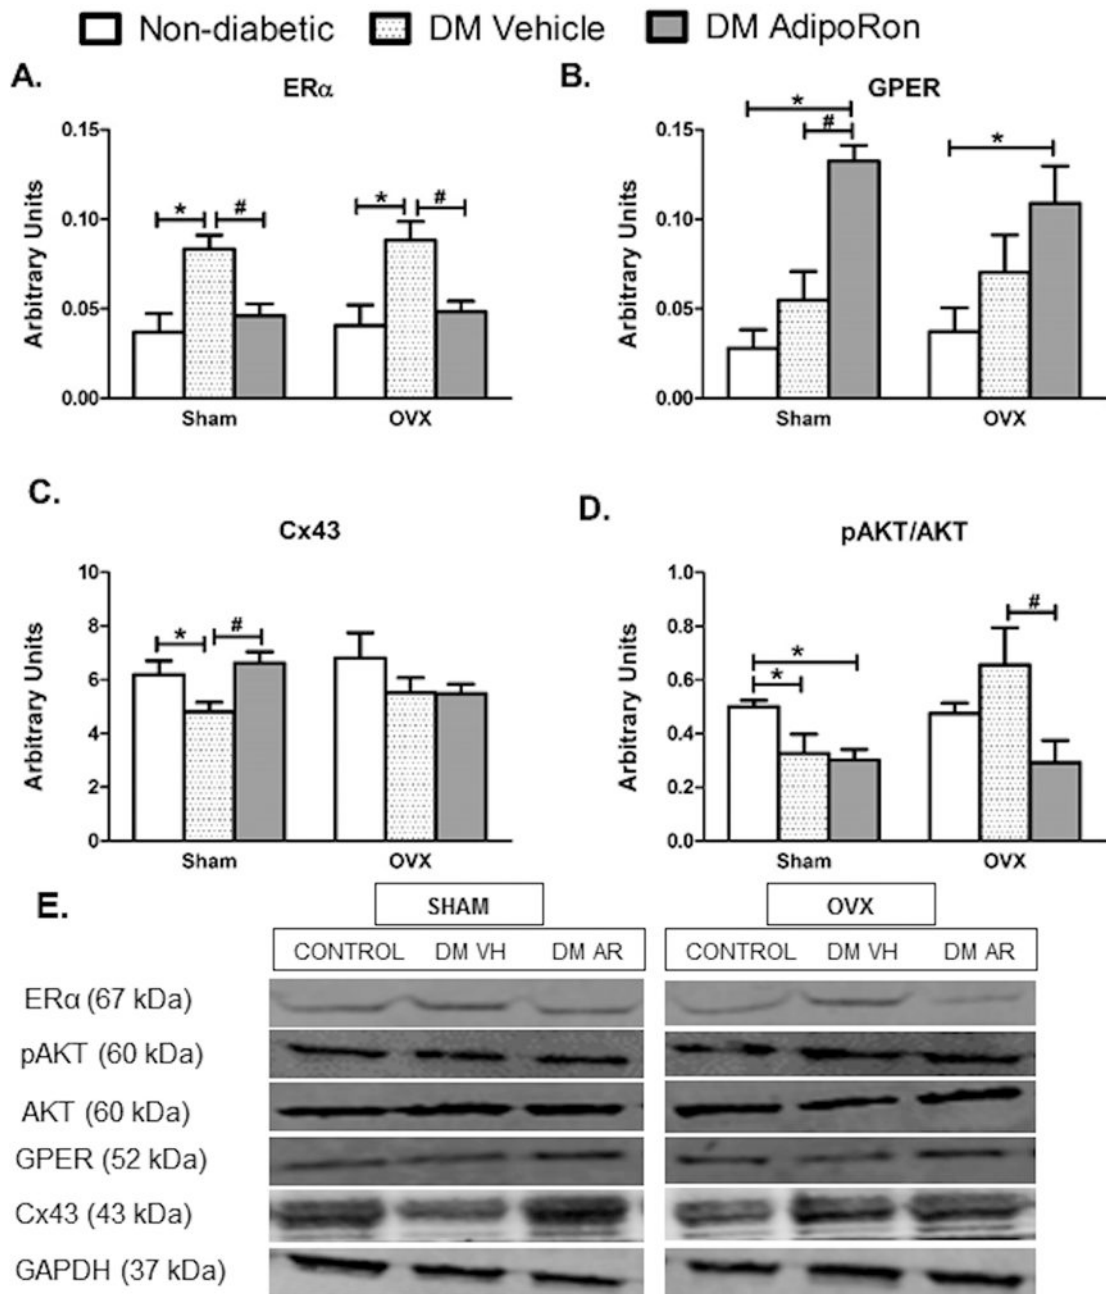 Non-diabetic DM Vehicle DM AdipoRon
A. ERα
0.15
0.10
0.05
0.00
Arbitrary Units
* # * #
Sham OVX
B. GPER
0.15
0.10
0.05
0.00
Arbitrary Units
* # *
Sham OVX
C. Cx43
10
8
6
4
2
0
Arbitrary Units
* #
Sham OVX
D. pAKT/AKT
1.0
0.8
0.6
0.4
0.2
0.0
Arbitrary Units
* * #
Sham OVX
E. SHAM OVX
CONTROL DM VH DM AR CONTROL DM VH DM AR
ERα (67 kDa)
pAKT (60 kDa)
AKT (60 kDa)
GPER (52 kDa)
Cx43 (43 kDa)
GAPDH (37 kDa)